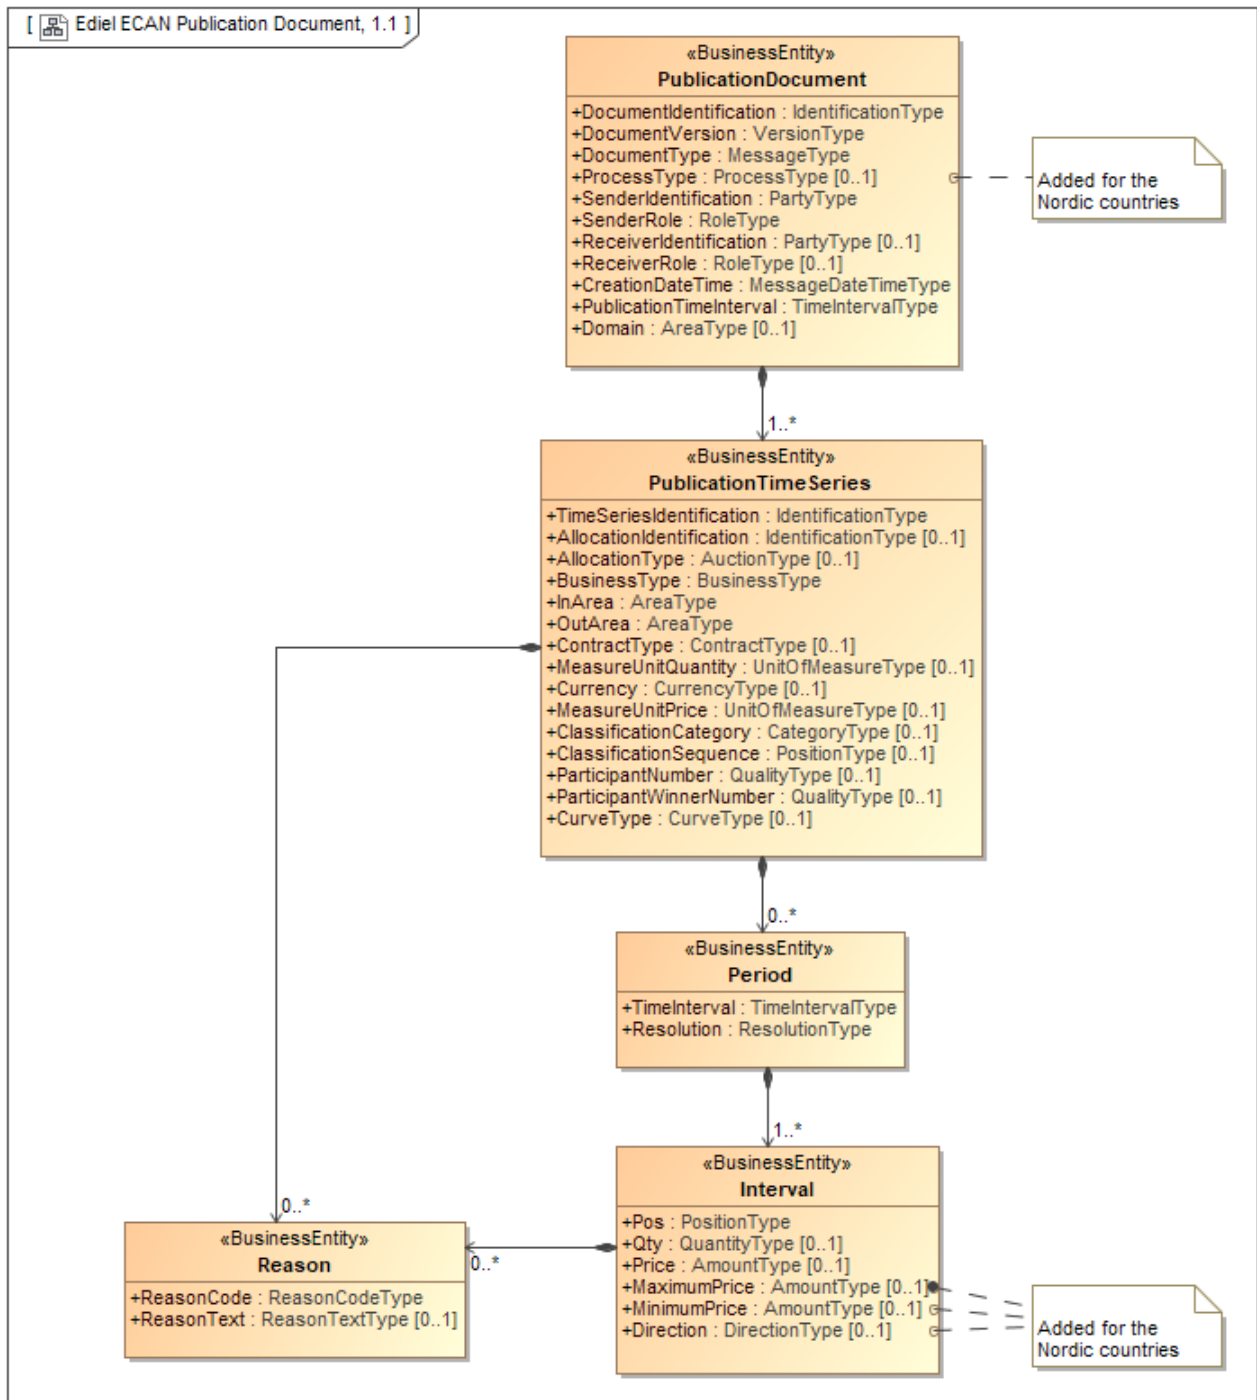 [ Ediel ECAN Publication Document, 1.1 ]
«BusinessEntity»
PublicationDocument
+DocumentIdentification : IdentificationType
+DocumentVersion : VersionType
+DocumentType : MessageType
+ProcessType : ProcessType [0..1]
+SenderIdentification : PartyType
+SenderRole : RoleType
+ReceiverIdentification : PartyType [0..1]
+ReceiverRole : RoleType [0..1]
+CreationDateTime : MessageDateTimeType
+PublicationTimeInterval : TimeIntervalType
+Domain : AreaType [0..1]
Added for the
Nordic countries
1..*
«BusinessEntity»
PublicationTimeSeries
+TimeSeriesIdentification : IdentificationType
+AllocationIdentification : IdentificationType [0..1]
+AllocationType : AuctionType [0..1]
+BusinessType : BusinessType
+InArea : AreaType
+OutArea : AreaType
+ContractType : ContractType [0..1]
+MeasureUnitQuantity : UnitOfMeasureType [0..1]
+Currency : CurrencyType [0..1]
+MeasureUnitPrice : UnitOfMeasureType [0..1]
+ClassificationCategory : CategoryType [0..1]
+ClassificationSequence : PositionType [0..1]
+ParticipantNumber : QualityType [0..1]
+ParticipantWinnerNumber : QualityType [0..1]
+CurveType : CurveType [0..1]
0..*
«BusinessEntity»
Period
+TimeInterval : TimeIntervalType
+Resolution : ResolutionType
1..*
«BusinessEntity»
Interval
+Pos : PositionType
+Qty : QuantityType [0..1]
+Price : AmountType [0..1]
+MaximumPrice : AmountType [0..1]
+MinimumPrice : AmountType [0..1]
+Direction : DirectionType [0..1]
Added for the
Nordic countries
0..*
0..*
«BusinessEntity»
Reason
+ReasonCode : ReasonCodeType
+ReasonText : ReasonTextType [0..1]